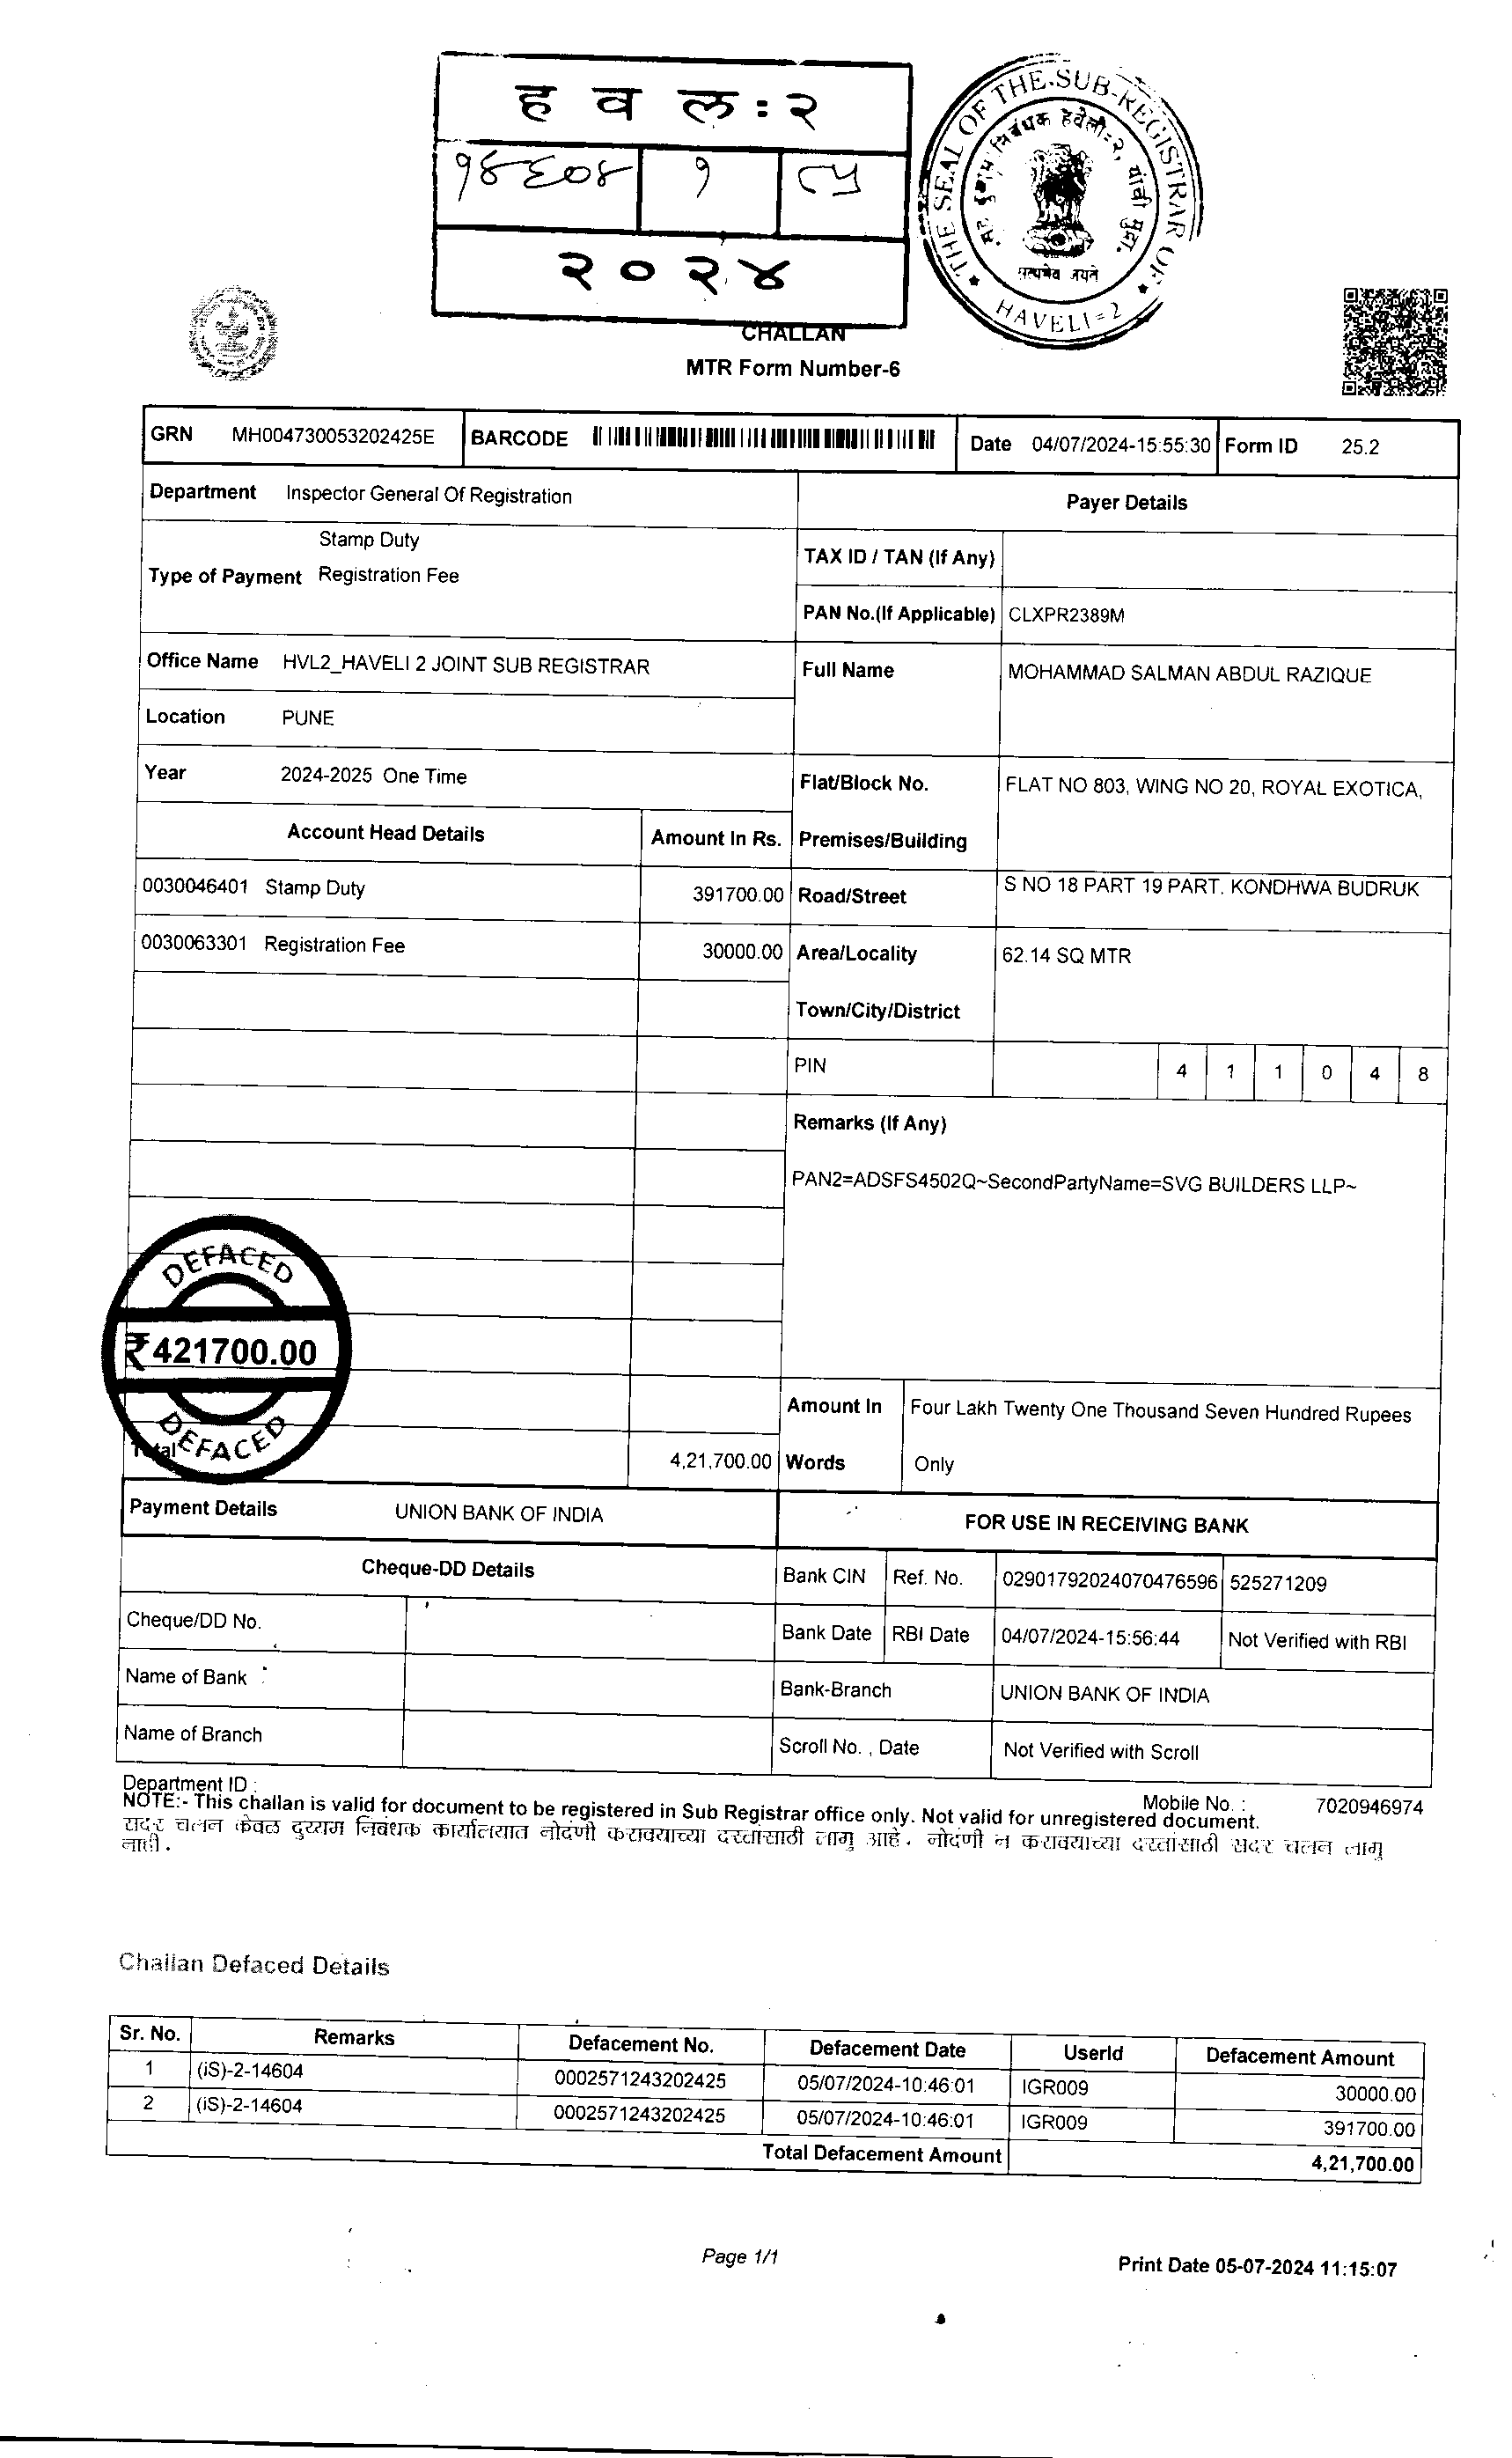 ह व ल:२
१४६०४ १ ८५
२०२४
THE SEAL OF THE SUB-REGISTRAR OF HAVELI=2
सत्यमेव जयते
CHALLAN
MTR Form Number-6
GRN MH004730053202425E BARCODE Date 04/07/2024-15:55:30 Form ID 25.2
Department Inspector General Of Registration Payer Details
Stamp Duty
Type of Payment Registration Fee
TAX ID / TAN (If Any)
PAN No.(If Applicable) CLXPR2389M
Office Name HVL2_HAVELI 2 JOINT SUB REGISTRAR Full Name MOHAMMAD SALMAN ABDUL RAZIQUE
Location PUNE
Year 2024-2025 One Time Flat/Block No. FLAT NO 803, WING NO 20, ROYAL EXOTICA,
Account Head Details Amount In Rs. Premises/Building
0030046401 Stamp Duty 391700.00 Road/Street S NO 18 PART 19 PART. KONDHWA BUDRUK
0030063301 Registration Fee 30000.00 Area/Locality 62.14 SQ MTR
Town/City/District
PIN 4 1 1 0 4 8
Remarks (If Any)
PAN2=ADSFS4502Q~SecondPartyName=SVG BUILDERS LLP~
DEFACED
₹421700.00
DEFACED
Amount In Four Lakh Twenty One Thousand Seven Hundred Rupees
Total 4,21,700.00 Words Only
Payment Details UNION BANK OF INDIA FOR USE IN RECEIVING BANK
Cheque-DD Details Bank CIN Ref. No. 02901792024070476596 525271209
Cheque/DD No. Bank Date RBI Date 04/07/2024-15:56:44 Not Verified with RBI
Name of Bank Bank-Branch UNION BANK OF INDIA
Name of Branch Scroll No. , Date Not Verified with Scroll
Department ID : Mobile No. : 7020946974
NOTE:- This challan is valid for document to be registered in Sub Registrar office only. Not valid for unregistered document.
सदर चलन केवळ दुय्यम निबंधक कार्यालयात नोंदणी करावयाच्या दस्तांसाठी लागु आहे. नोंदणी न करावयाच्या दस्तांसाठी सदर चलन लागु
नाही.
Challan Defaced Details
Sr. No. Remarks Defacement No. Defacement Date UserId Defacement Amount
1 (iS)-2-14604 0002571243202425 05/07/2024-10:46:01 IGR009 30000.00
2 (iS)-2-14604 0002571243202425 05/07/2024-10:46:01 IGR009 391700.00
Total Defacement Amount 4,21,700.00
Page 1/1
Print Date 05-07-2024 11:15:07